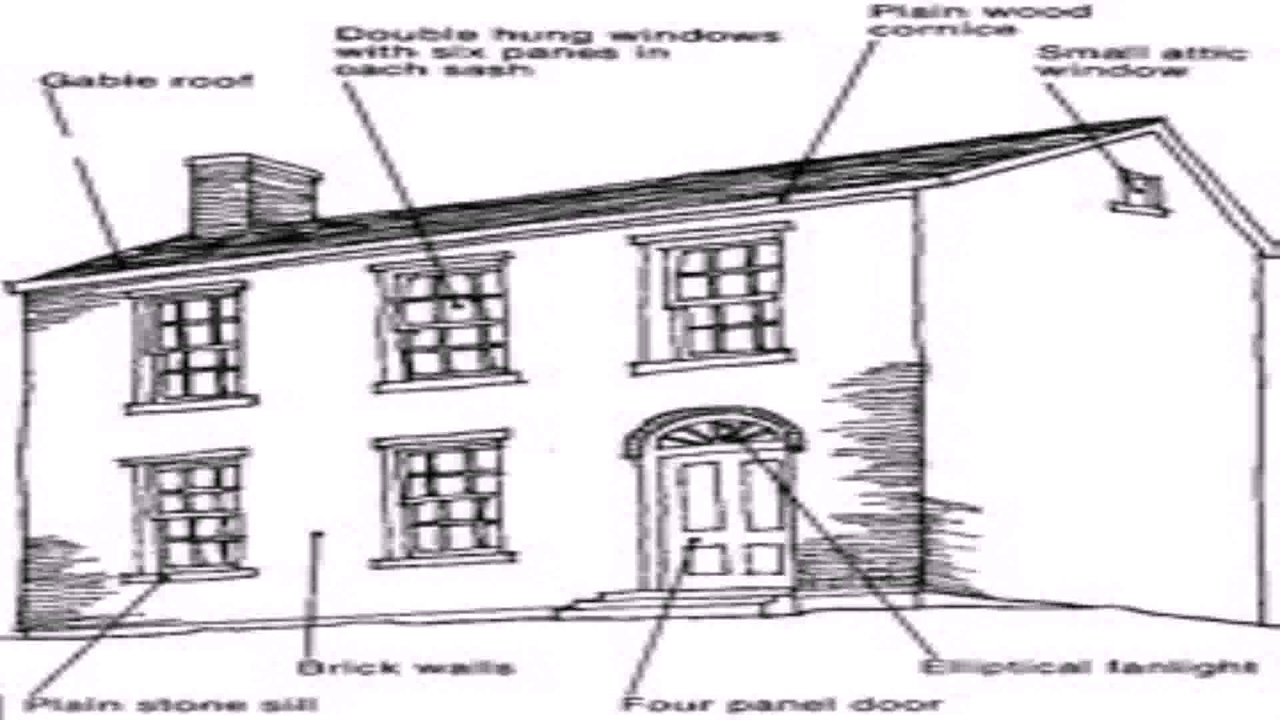 Plain wood
cornice
Double hung windows
with six panes in
each sash
Small attic
window
Gable roof
Brick walls
Elliptical fanlight
Plain stone sill
Four panel door